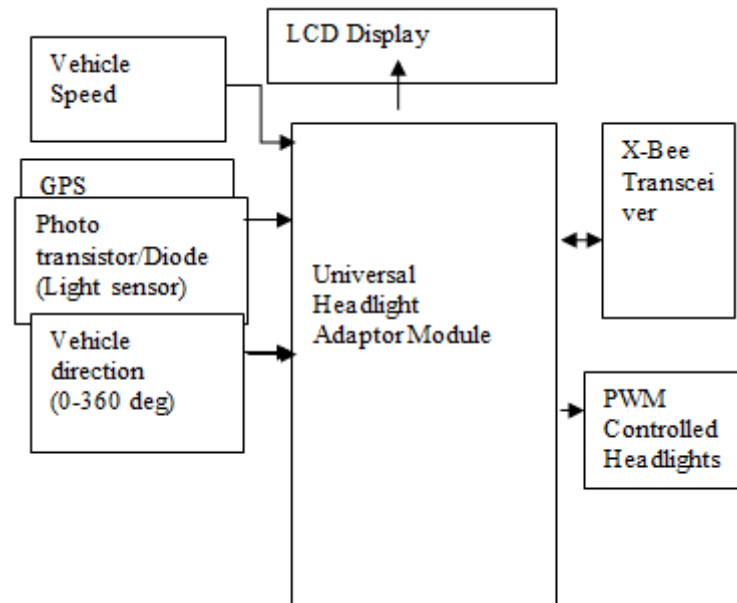 LCD Display
Vehicle
Speed
GPS
Photo
transistor/Diode
(Light sensor)
Vehicle
direction
(0-360 deg)
Universal
Headlight
Adaptor Module
X-Bee
Transcei
ver
PWM
Controlled
Headlights